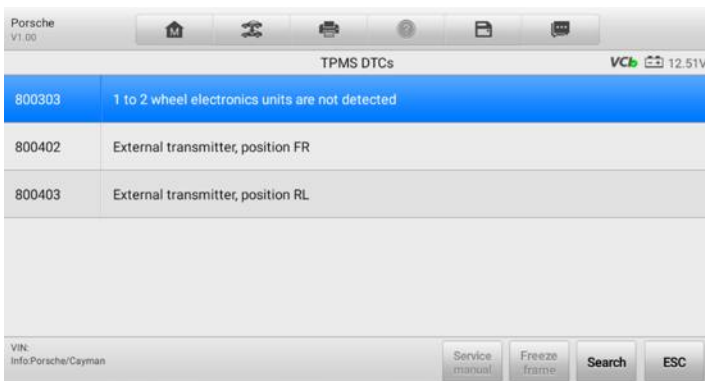 Porsche
V1.00
M
TPMS DTCs
VCI 12.51V
800303 1 to 2 wheel electronics units are not detected
800402 External transmitter, position FR
800403 External transmitter, position RL
VIN:
Info:Porsche/Cayman
Service manual
Freeze frame
Search
ESC